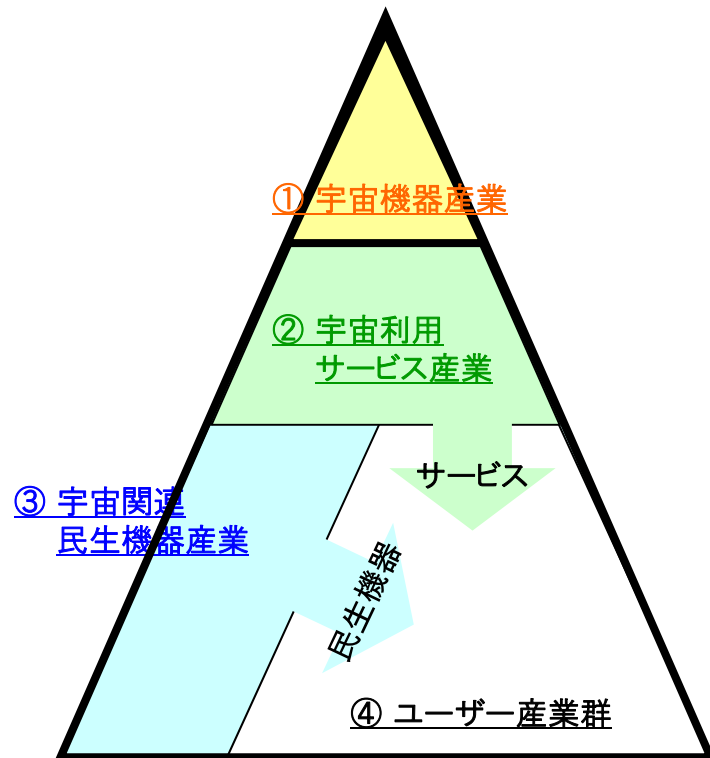 ① 宇宙機器産業
② 宇宙利用
サービス産業
サービス
③ 宇宙関連
民生機器産業
民生機器
④ ユーザー産業群